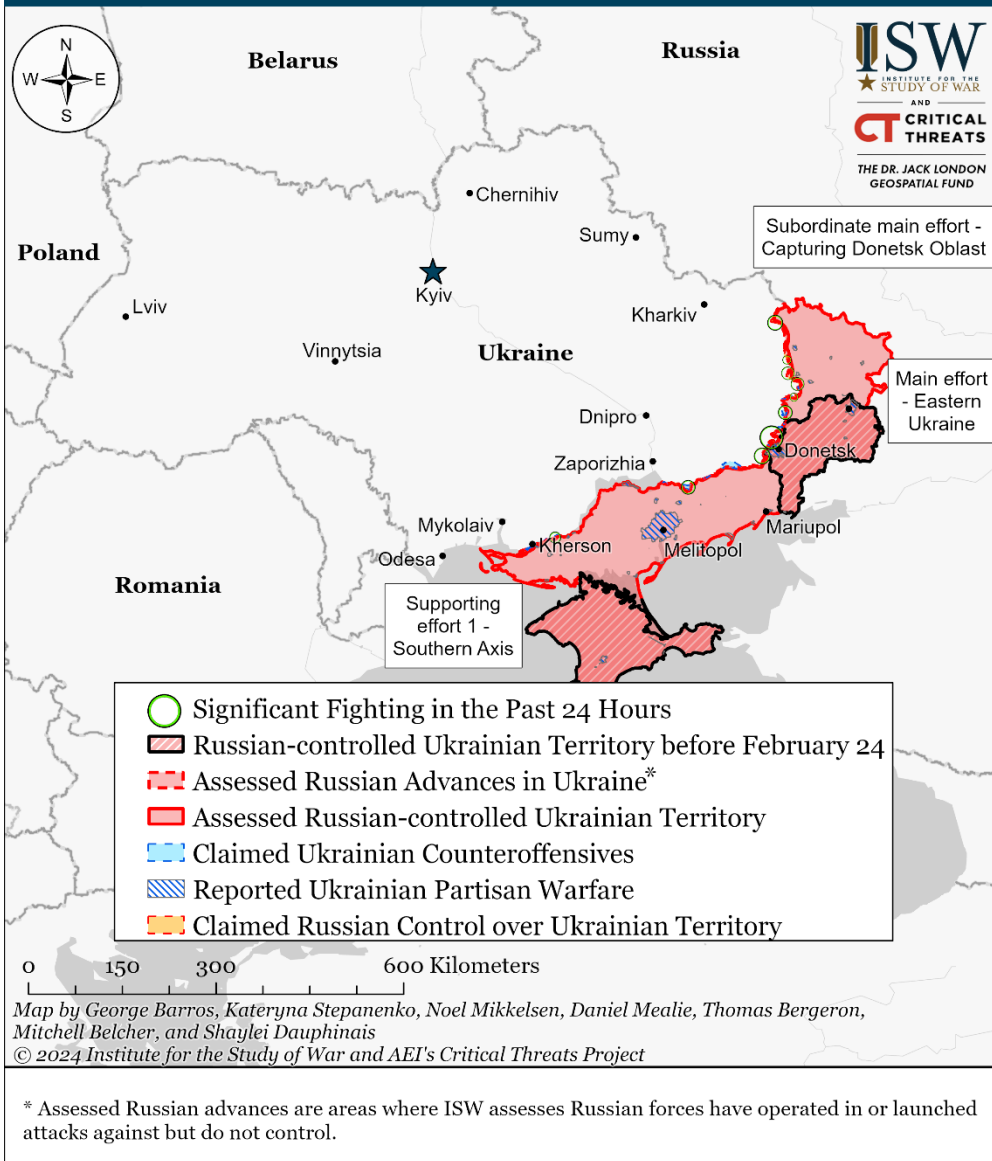 N
W
E
S
Belarus
Russia
ISW
INSTITUTE FOR THE
STUDY OF WAR
AND
CT CRITICAL
THREATS
THE DR. JACK LONDON
GEOSPATIAL FUND
Chernihiv
Subordinate main effort -
Capturing Donetsk Oblast
Sumy
Poland
Kyiv
Lviv
Kharkiv
Vinnytsia
Ukraine
Main effort
- Eastern
Ukraine
Dnipro
Donetsk
Zaporizhia
Mykolaiv
Mariupol
Kherson
Melitopol
Odesa
Romania
Supporting
effort 1 -
Southern Axis
Significant Fighting in the Past 24 Hours
Russian-controlled Ukrainian Territory before February 24
Assessed Russian Advances in Ukraine*
Assessed Russian-controlled Ukrainian Territory
Claimed Ukrainian Counteroffensives
Reported Ukrainian Partisan Warfare
Claimed Russian Control over Ukrainian Territory
0 150 300 600 Kilometers
Map by George Barros, Kateryna Stepanenko, Noel Mikkelsen, Daniel Mealie, Thomas Bergeron,
Mitchell Belcher, and Shaylei Dauphinais
© 2024 Institute for the Study of War and AEI's Critical Threats Project
* Assessed Russian advances are areas where ISW assesses Russian forces have operated in or launched
attacks against but do not control.